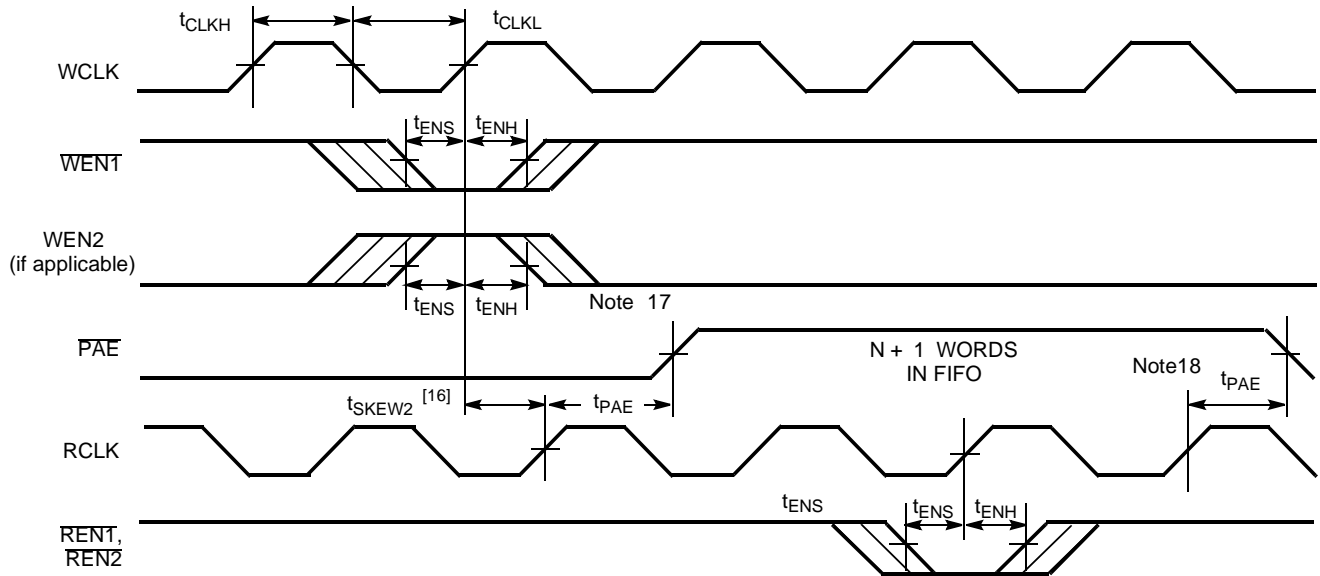 tCLKH
tCLKL
WCLK
tENS
tENH
WEN1
WEN2
(if applicable)
tENS
tENH
Note 17
PAE
N + 1 WORDS
IN FIFO
Note18
tPAE
tSKEW2 [16]
tPAE
RCLK
tENS
tENS
tENH
REN1,
REN2